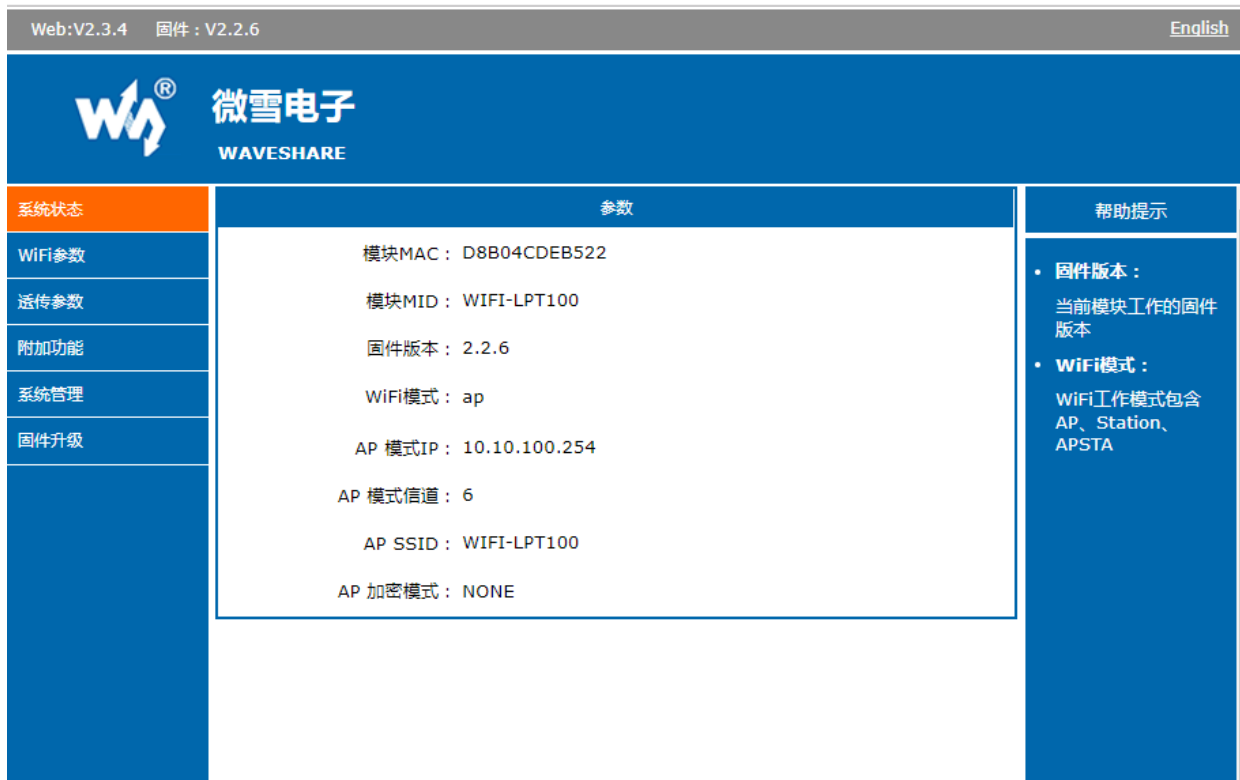 Web:V2.3.4 固件：V2.2.6 English
微雪电子
WAVESHARE
系统状态
WiFi参数
透传参数
附加功能
系统管理
固件升级
参数
模块MAC： D8B04CDEB522
模块MID： WIFI-LPT100
固件版本： 2.2.6
WiFi模式： ap
AP 模式IP： 10.10.100.254
AP 模式信道： 6
AP SSID： WIFI-LPT100
AP 加密模式： NONE
帮助提示
• 固件版本：
当前模块工作的固件
版本
• WiFi模式：
WiFi工作模式包含
AP、Station、
APSTA